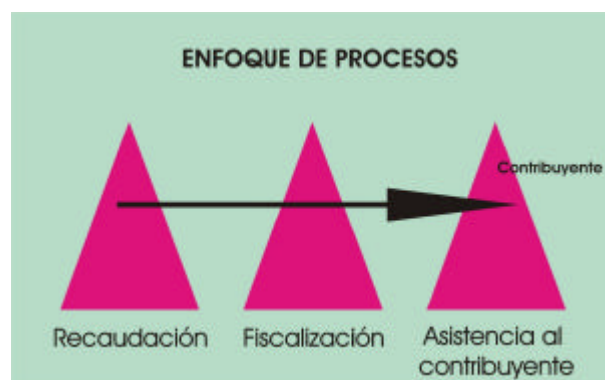 ENFOQUE DE PROCESOS
Contribuyente
Recaudación
Fiscalización
Asistencia al
contribuyente